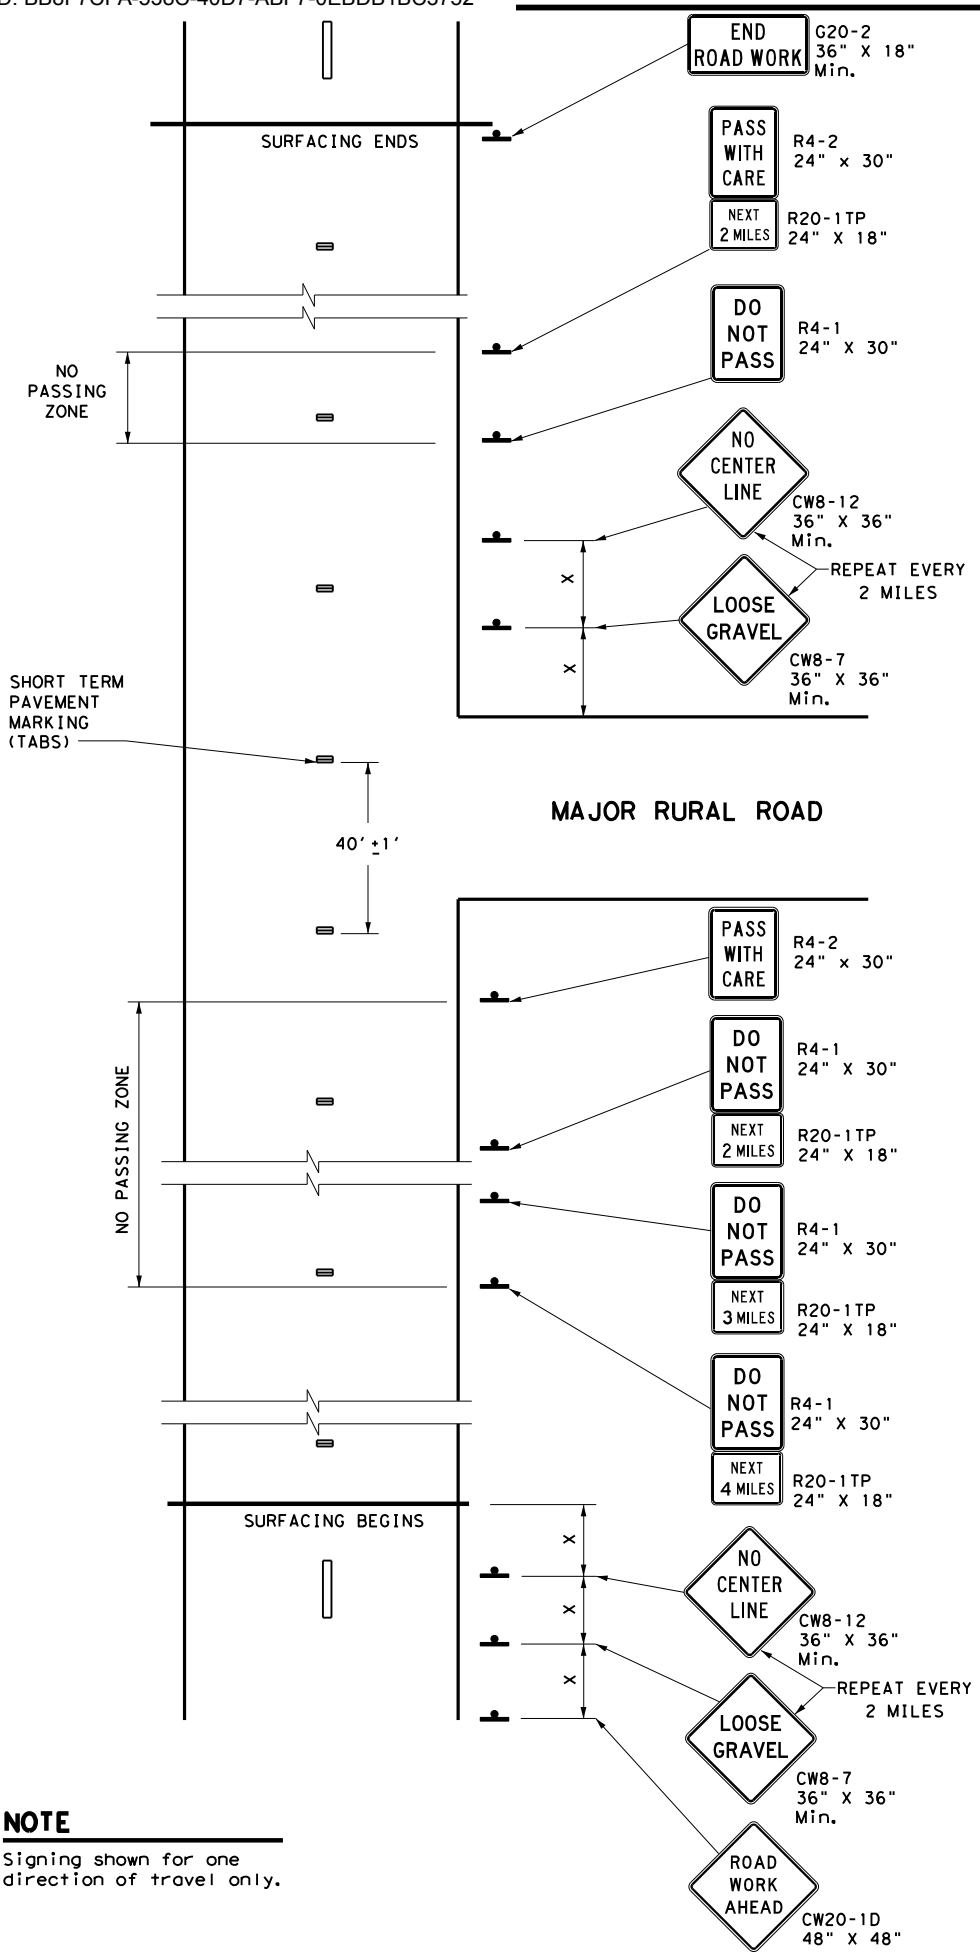 END
ROAD WORK
G20-2
36" X 18"
Min.
SURFACING ENDS
PASS
WITH
CARE
R4-2
24" x 30"
NEXT
2 MILES
R20-1TP
24" X 18"
DO
NOT
PASS
R4-1
24" X 30"
NO
PASSING
ZONE
NO
CENTER
LINE
CW8-12
36" X 36"
Min.
REPEAT EVERY
2 MILES
X
LOOSE
GRAVEL
CW8-7
36" X 36"
Min.
X
SHORT TERM
PAVEMENT
MARKING
(TABS)
40' ±1'
MAJOR RURAL ROAD
PASS
WITH
CARE
R4-2
24" x 30"
DO
NOT
PASS
R4-1
24" X 30"
NEXT
2 MILES
R20-1TP
24" X 18"
NO PASSING ZONE
DO
NOT
PASS
R4-1
24" X 30"
NEXT
3 MILES
R20-1TP
24" X 18"
DO
NOT
PASS
R4-1
24" X 30"
NEXT
4 MILES
R20-1TP
24" X 18"
SURFACING BEGINS
X
NO
CENTER
LINE
CW8-12
36" X 36"
Min.
X
REPEAT EVERY
2 MILES
X
LOOSE
GRAVEL
CW8-7
36" X 36"
Min.
NOTE
Signing shown for one
direction of travel only.
ROAD
WORK
AHEAD
CW20-1D
48" X 48"